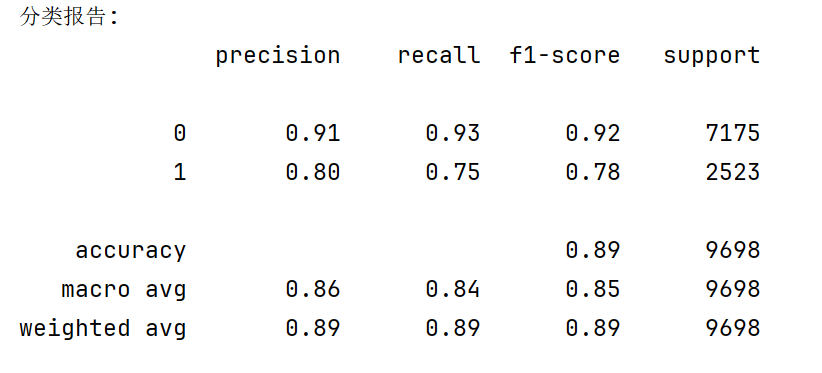 分类报告：
precision recall f1-score support
0 0.91 0.93 0.92 7175
1 0.80 0.75 0.78 2523
accuracy 0.89 9698
macro avg 0.86 0.84 0.85 9698
weighted avg 0.89 0.89 0.89 9698